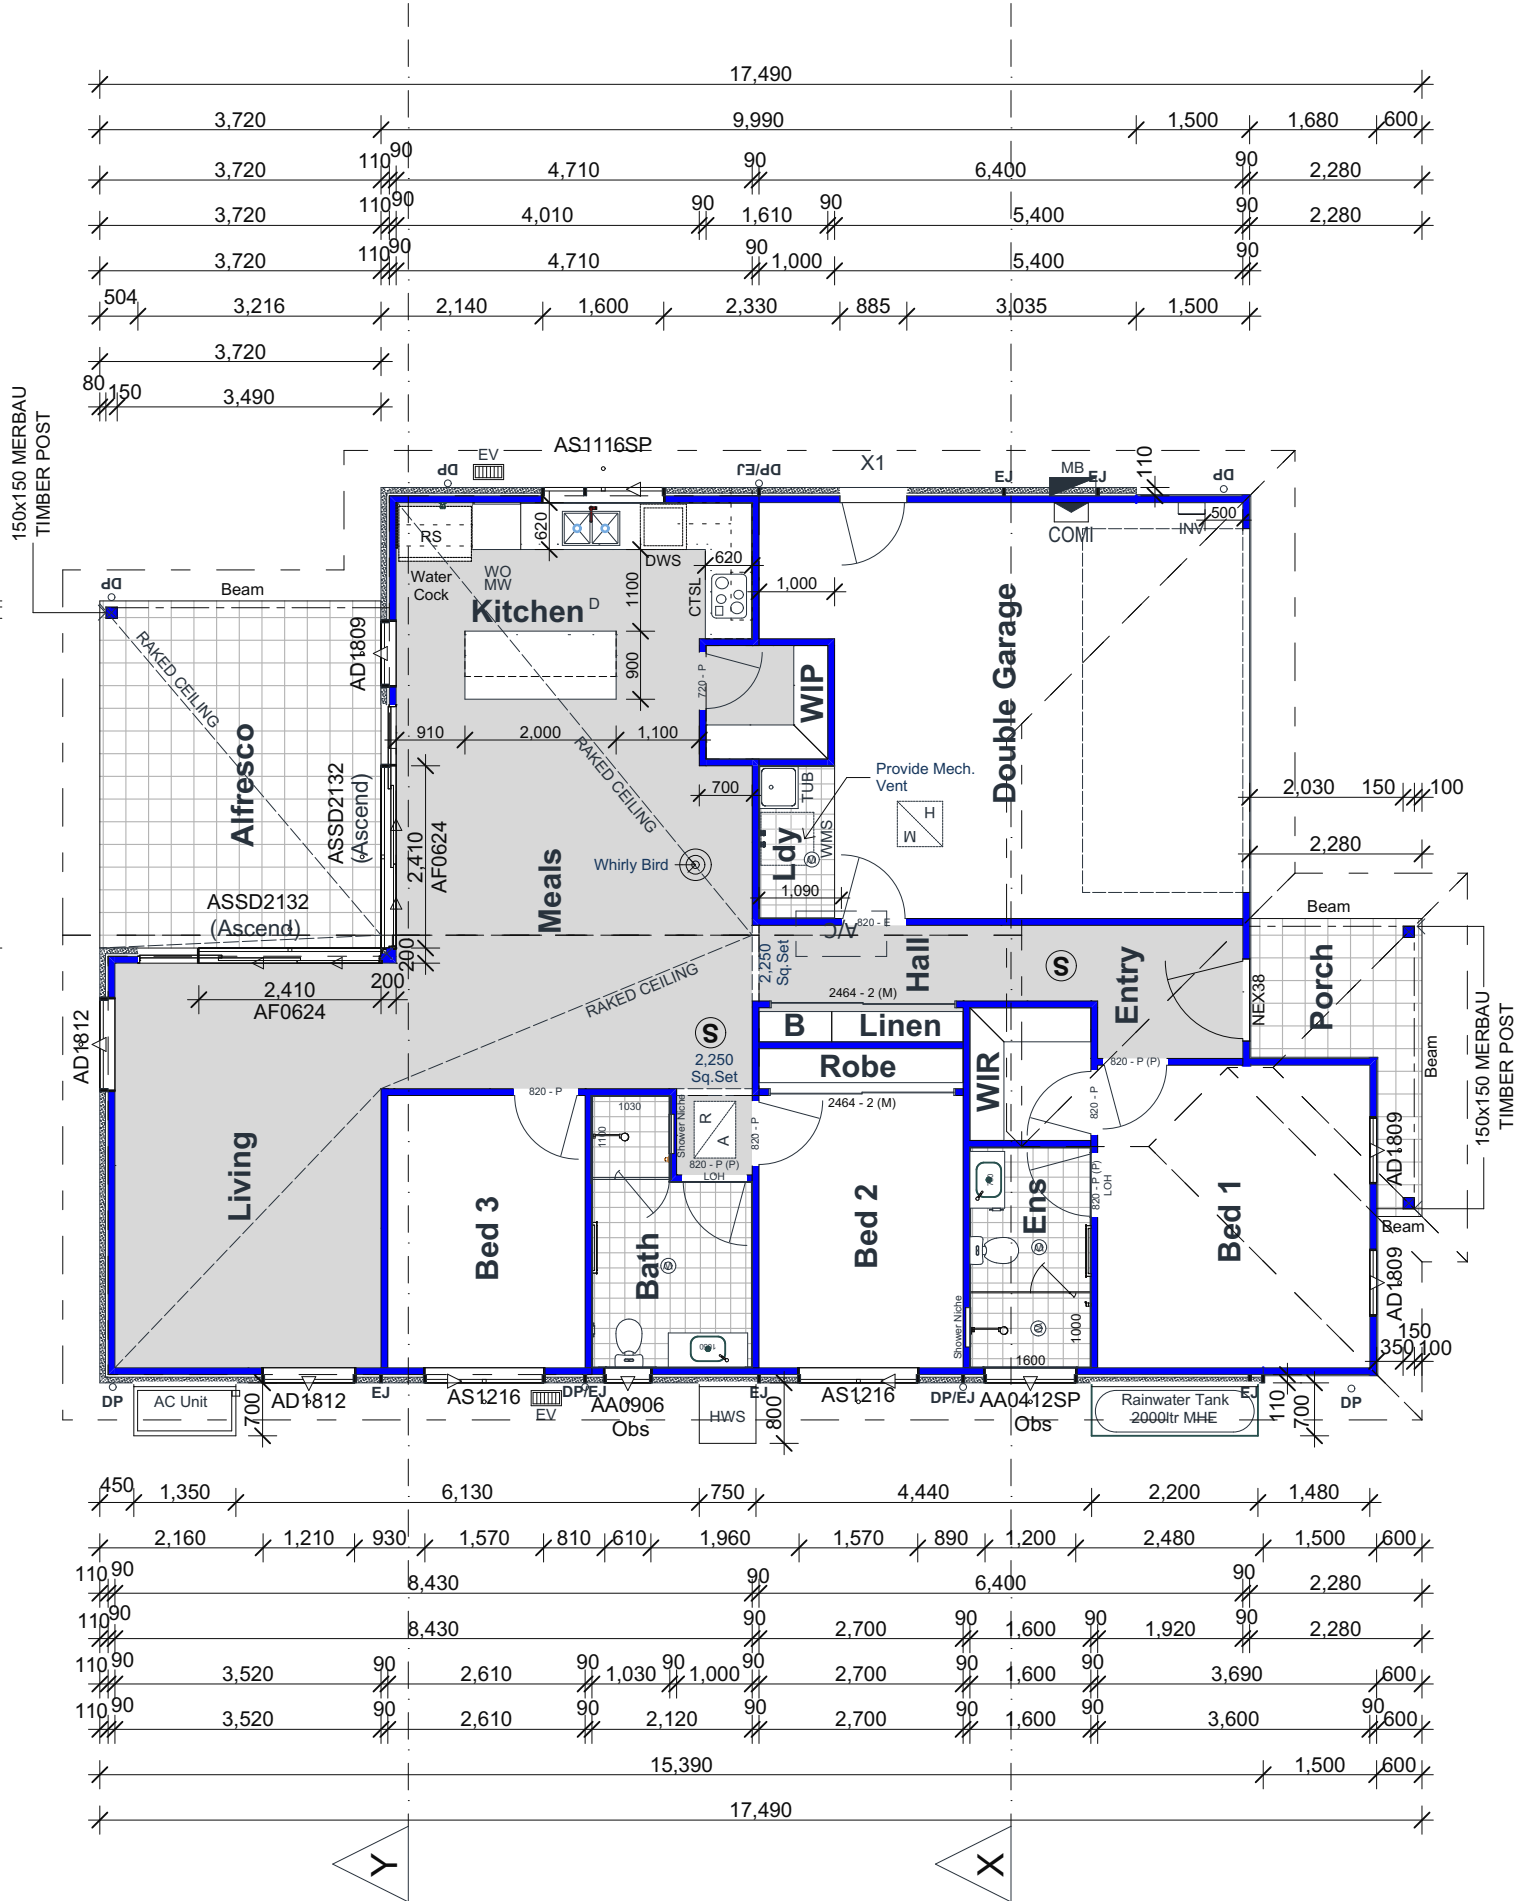 17,490
3,720 9,990 1,500 1,680 600
3,720 110 90 4,710 90 6,400 90 2,280
3,720 110 90 4,010 90 1,610 90 5,400 90 2,280
3,720 110 90 4,710 90 1,000 5,400 90
504 3,216 2,140 1,600 2,330 885 3,035 1,500
3,720
80 150 3,490
150x150 MERBAU
TIMBER POST
DP
EV
AS1116SP
DP/EJ
X1
EJ
MB
EJ
110
DP
RS
620
DWS
620
COMI
INV
500
Water
Cock
WO
MW
Kitchen
D
1100
CTSL
1,000
DP
Beam
RAKED CEILING
AD1809
900
720 - P
WIP
Double Garage
Alfresco
910 2,000 1,100
RAKED CEILING
ASSD2132
(Ascend)
2,410
AF0624
700
TUB
Provide Mech.
Vent
H
M
2,030 150 100
2,280
Meals
Whirly Bird
Ldy
WMS
M
1,090
820 - E
A/C
ASSD2132
(Ascend)
200
200
2,410
AF0624
2,250
Sq.Set
Hall
S
Entry
NEX38
Porch
Beam
Beam
150x150 MERBAU
TIMBER POST
AD1812
RAKED CEILING
S
2,250
Sq.Set
2464 - 2 (M)
B
Linen
Robe
2464 - 2 (M)
WIR
820 - P (P)
820 - P
820 - P
1030
1100
Shower Niche
R
A
820 - P
820 - P (P)
LOH
820 - P (P)
LOH
AD1809
Living
Bed 3
Bath
M
Bed 2
Ens
M
Bed 1
Beam
AD1809
Shower Niche
M
1000
1600
350 150 100
DP
AC Unit
700
AD1812
EJ
AS1216
EV
DP/EJ
AA0906
Obs
HWS
EJ
800
AS1216
DP/EJ
AA0412SP
Obs
Rainwater Tank
2000ltr MHE
EJ
110
700
DP
450 1,350 6,130 750 4,440 2,200 1,480
2,160 1,210 930 1,570 810 610 1,960 1,570 890 1,200 2,480 1,500 600
110 90 8,430 90 6,400 90 2,280
110 90 8,430 90 2,700 90 1,600 90 1,920 90 2,280
110 90 3,520 90 2,610 90 1,030 90 1,000 90 2,700 90 1,600 90 3,690 600
110 90 3,520 90 2,610 90 2,120 90 2,700 90 1,600 90 3,600 90 600
15,390 1,500 600
17,490
Y
X